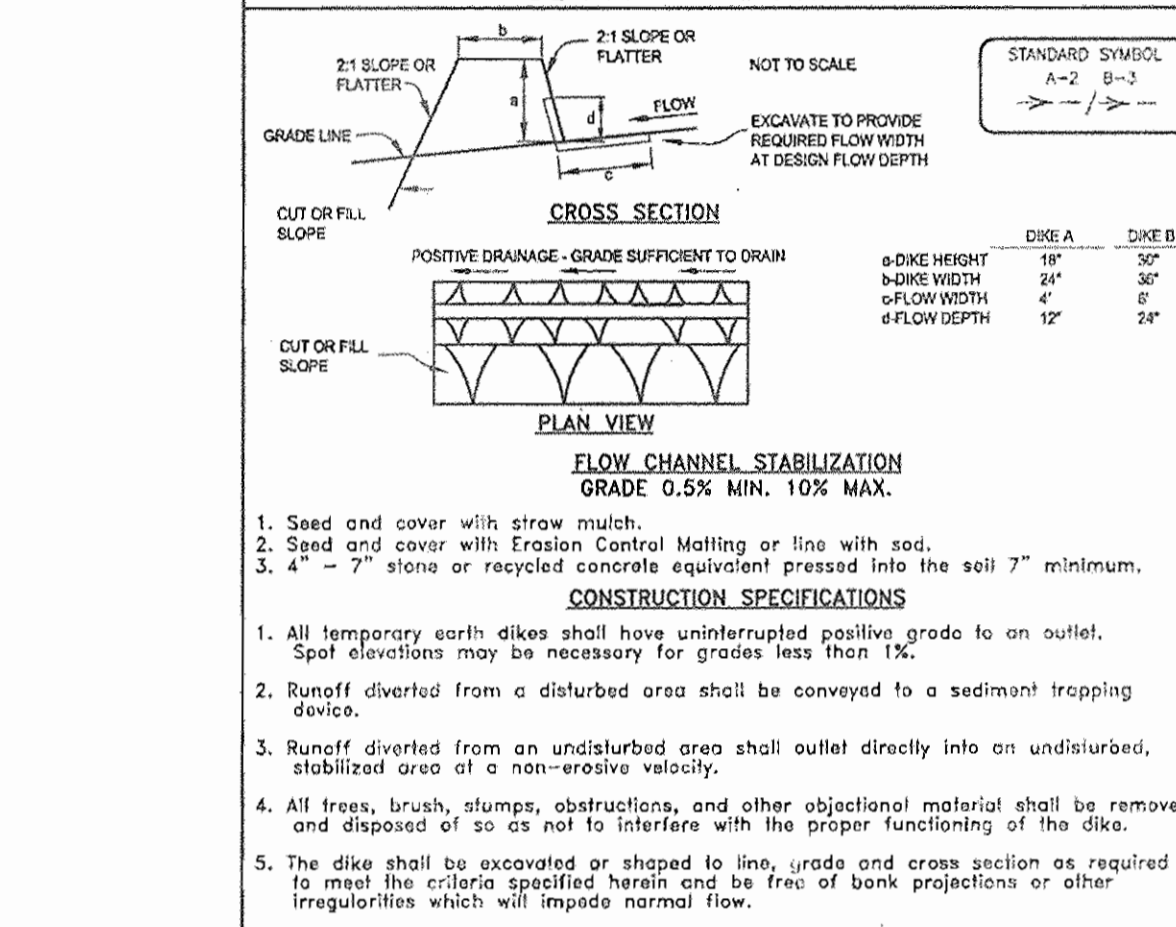 b
2:1 SLOPE OR
FLATTER
2:1 SLOPE OR
FLATTER
NOT TO SCALE
STANDARD SYMBOL
A-2 B-3
a
d
FLOW
GRADE LINE
EXCAVATE TO PROVIDE
REQUIRED FLOW WIDTH
AT DESIGN FLOW DEPTH
c
CUT OR FILL
SLOPE
CROSS SECTION
POSITIVE DRAINAGE - GRADE SUFFICIENT TO DRAIN
DIKE A DIKE B
a-DIKE HEIGHT 18" 30"
b-DIKE WIDTH 24" 36"
c-FLOW WIDTH 4' 6'
d-FLOW DEPTH 12" 24"
CUT OR FILL
SLOPE
PLAN VIEW
FLOW CHANNEL STABILIZATION
GRADE 0.5% MIN. 10% MAX.
1. Seed and cover with straw mulch.
2. Seed and cover with Erosion Control Matting or line with sod.
3. 4" - 7" stone or recycled concrete equivalent pressed into the soil 7" minimum.
CONSTRUCTION SPECIFICATIONS
1. All temporary earth dikes shall have uninterrupted positive grade to an outlet.
Spot elevations may be necessary for grades less than 1%.
2. Runoff diverted from a disturbed area shall be conveyed to a sediment trapping
device.
3. Runoff diverted from an undisturbed area shall outlet directly into an undisturbed,
stabilized area at a non-erosive velocity.
4. All trees, brush, stumps, obstructions, and other objectional material shall be remove
and disposed of so as not to interfere with the proper functioning of the dike.
5. The dike shall be excavated or shaped to line, grade and cross section as required
to meet the criteria specified herein and be free of bank projections or other
irregularities which will impede normal flow.